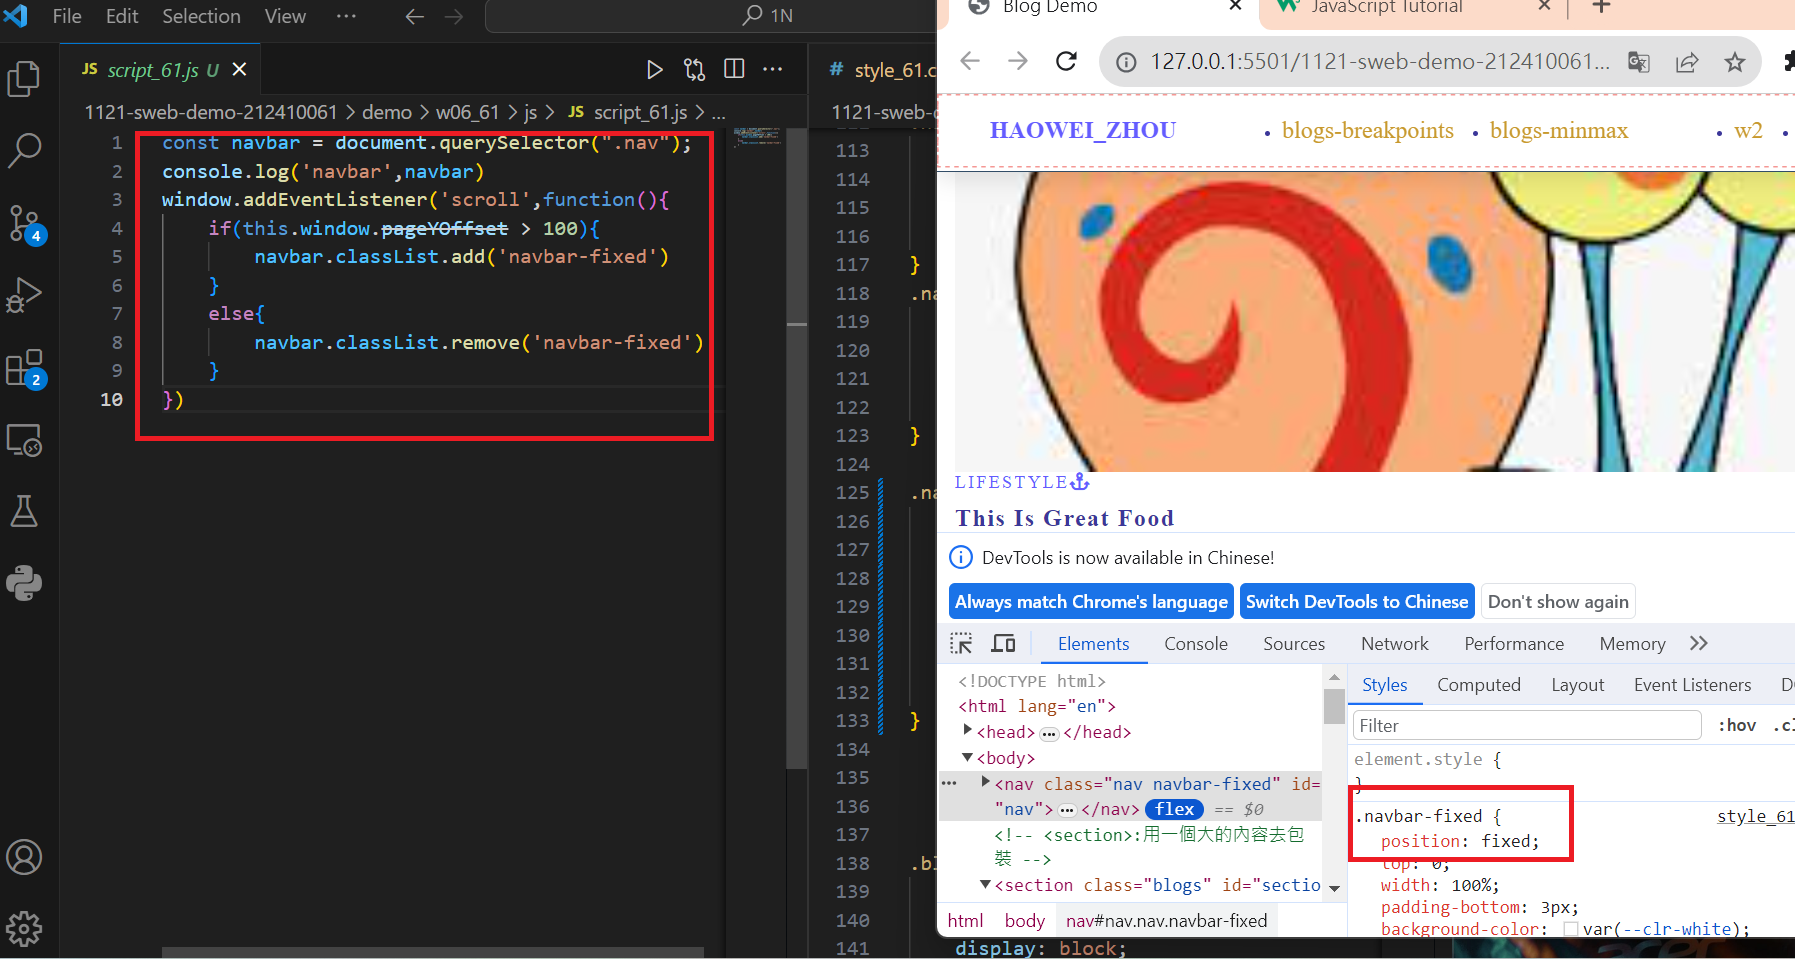 File Edit Selection View ··· 1N
JS script_61.js U
1121-sweb-demo-212410061 > demo > w06_61 > js > JS script_61.js > ...
1 const navbar = document.querySelector(".nav");
2 console.log('navbar',navbar)
3 window.addEventListener('scroll',function(){
4 if(this.window.pageYOffset > 100){
5 navbar.classList.add('navbar-fixed')
6 }
7 else{
8 navbar.classList.remove('navbar-fixed')
9 }
10 })
4
2
# style_61.c
1121-sweb-d
113
114
115
116
117 }
118 .na
119
120
121
122
123 }
124
125 .na
126
127
128
129
130
131
132
133 }
134
135
136
137
138 .bl
139
140
141 display: block;
Blog Demo
JavaScript Tutorial
127.0.0.1:5501/1121-sweb-demo-212410061...
HAOWEI_ZHOU
• blogs-breakpoints • blogs-minmax • w2 •
LIFESTYLE
This Is Great Food
DevTools is now available in Chinese!
Always match Chrome's language Switch DevTools to Chinese Don't show again
Elements Console Sources Network Performance Memory
<!DOCTYPE html>
<html lang="en">
<head> ··· </head>
<body>
··· <nav class="nav navbar-fixed" id=
"nav"> ··· </nav> flex == $0
<!-- <section>:用一個大的內容去包
裝 -->
<section class="blogs" id="sectio
html body nav#nav.nav.navbar-fixed
Styles Computed Layout Event Listeners
Filter :hov .cl
element.style {
}
.navbar-fixed { style_61
position: fixed;
top: 0;
width: 100%;
padding-bottom: 3px;
background-color: var(--clr-white);
acer